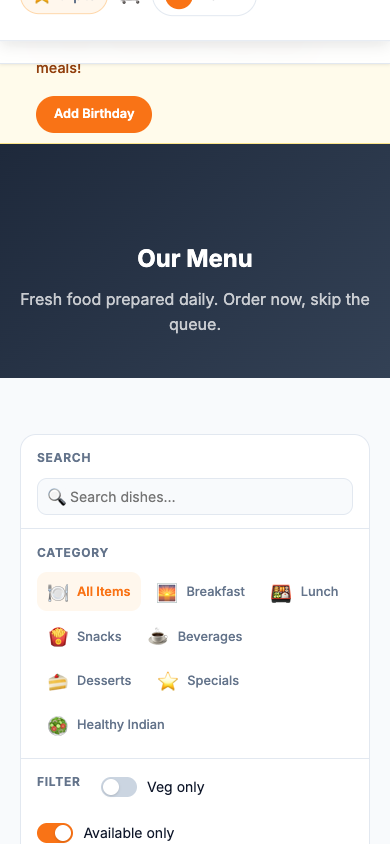 meals!
Add Birthday
Our Menu
Fresh food prepared daily. Order now, skip the
queue.
SEARCH
Search dishes...
CATEGORY
All Items
Breakfast
Lunch
Snacks
Beverages
Desserts
Specials
Healthy Indian
FILTER
Veg only
Available only